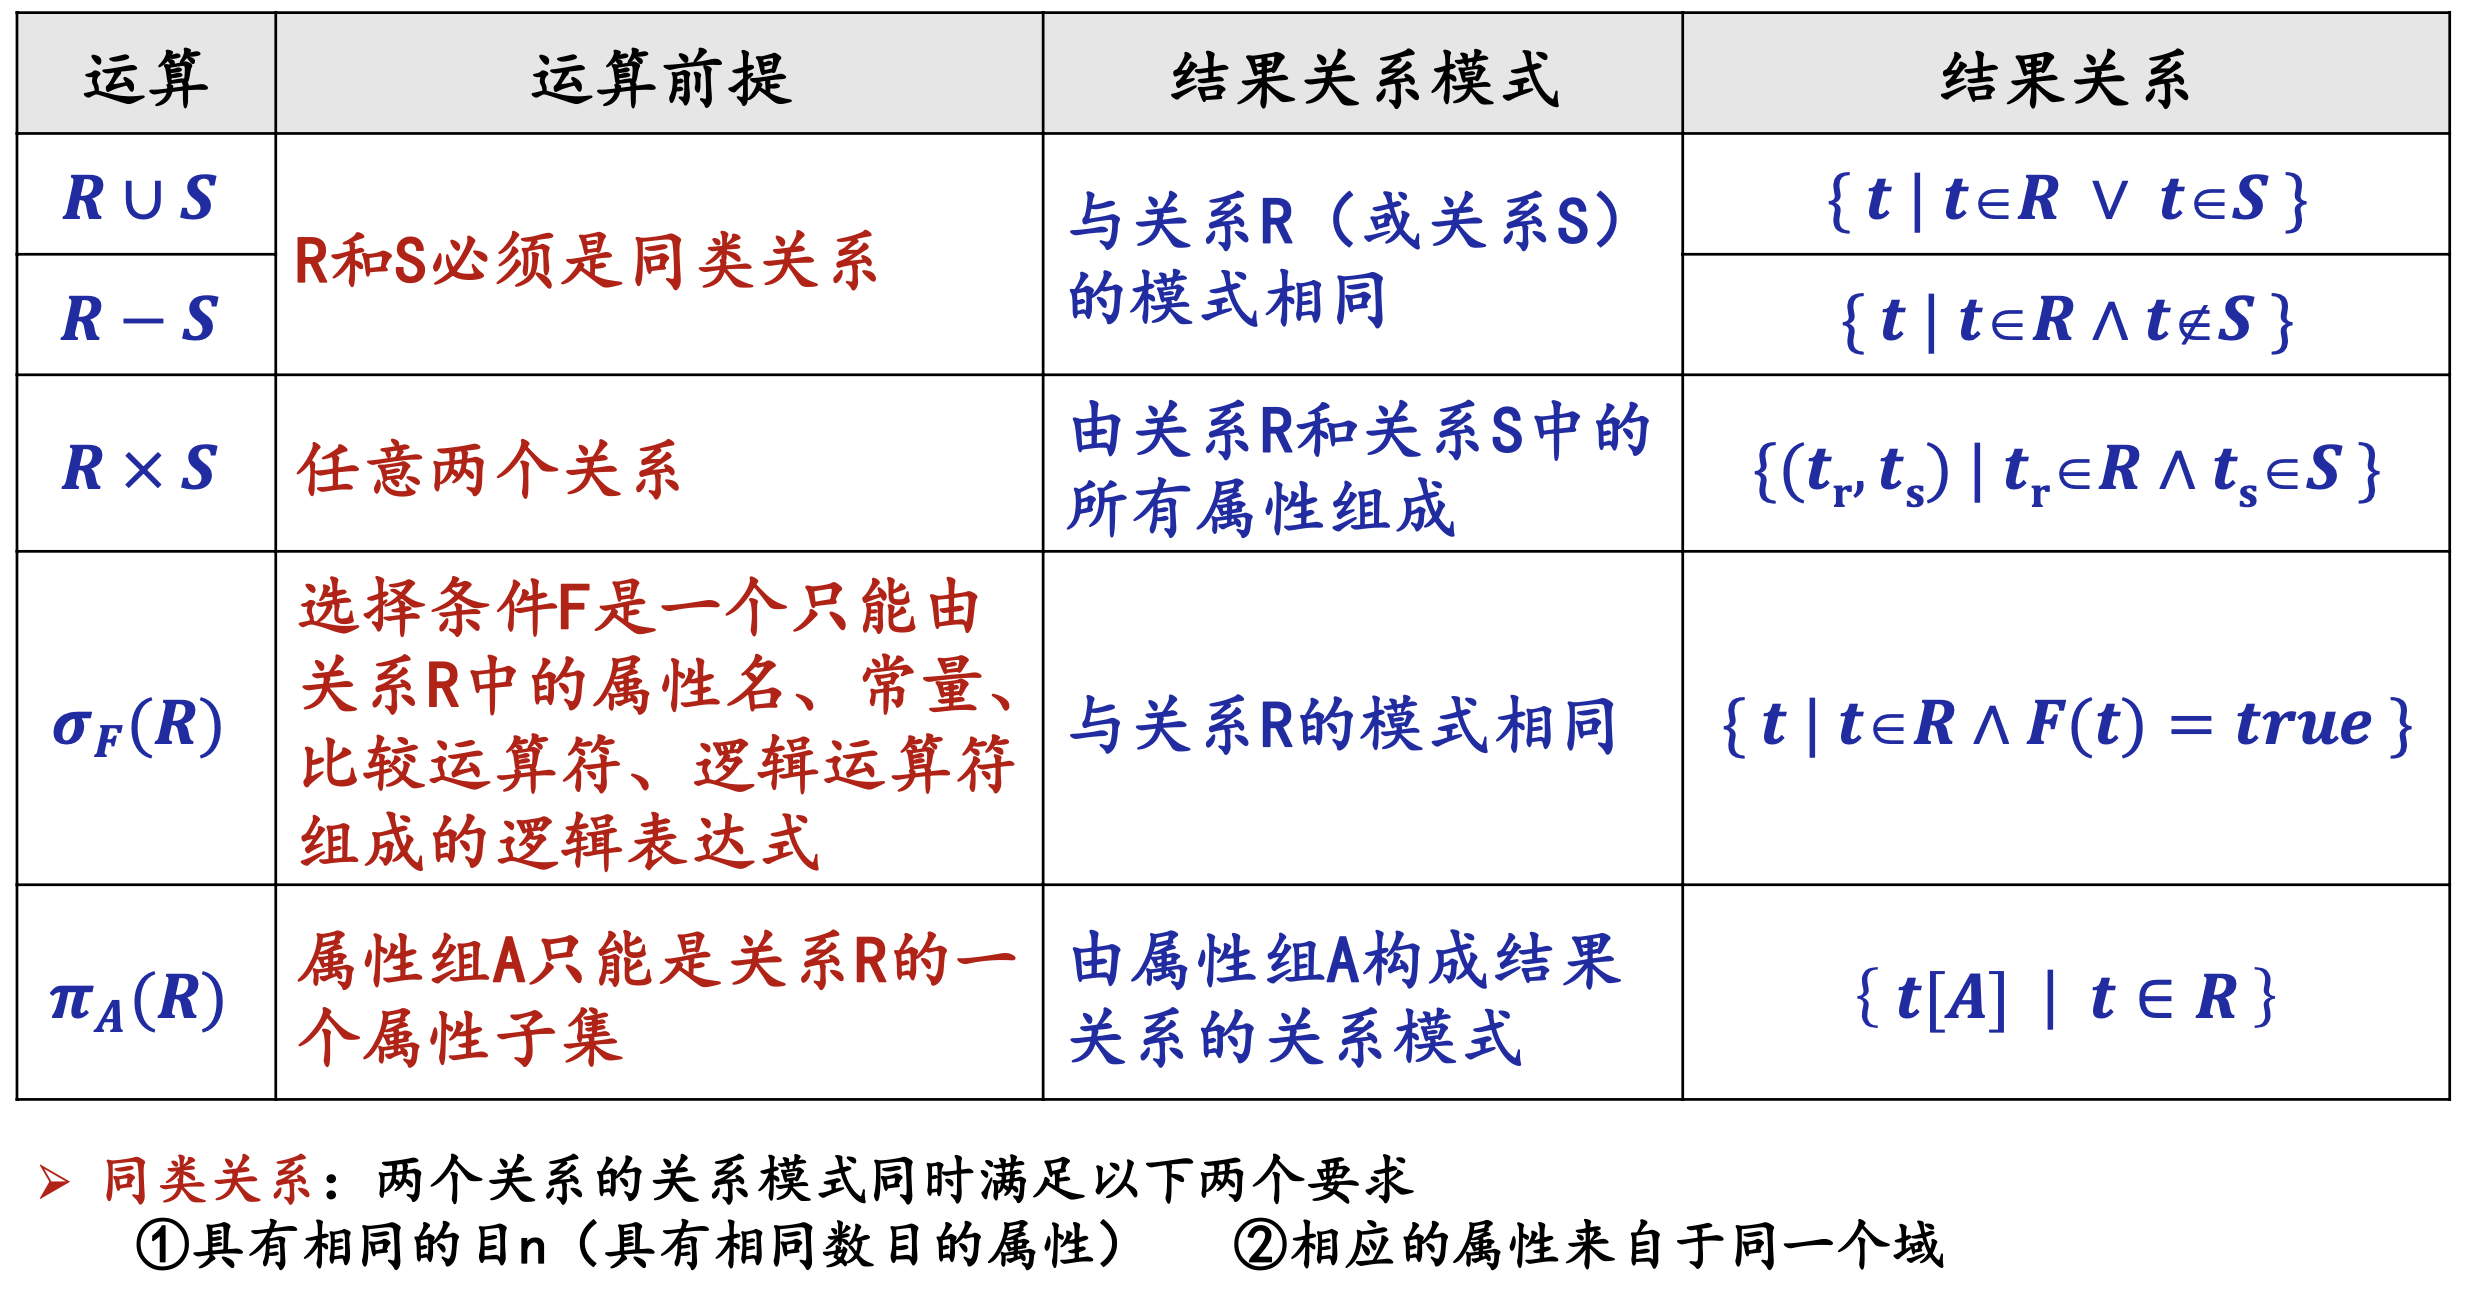 运算 运算前提 结果关系模式 结果关系
R ∪ S
R − S
R和S必须是同类关系
与关系R（或关系S）
的模式相同
{ t | t∈R ∨ t∈S }
{ t | t∈R ∧ t∉S }
R × S
任意两个关系
由关系R和关系S中的
所有属性组成
{(tr, ts) | tr∈R ∧ ts∈S }
σF(R)
选择条件F是一个只能由
关系R中的属性名、常量、
比较运算符、逻辑运算符
组成的逻辑表达式
与关系R的模式相同
{ t | t∈R ∧ F(t) = true }
πA(R)
属性组A只能是关系R的一
个属性子集
由属性组A构成结果
关系的关系模式
{ t[A] | t ∈ R }
➢ 同类关系：两个关系的关系模式同时满足以下两个要求
①具有相同的目n（具有相同数目的属性） ②相应的属性来自于同一个域